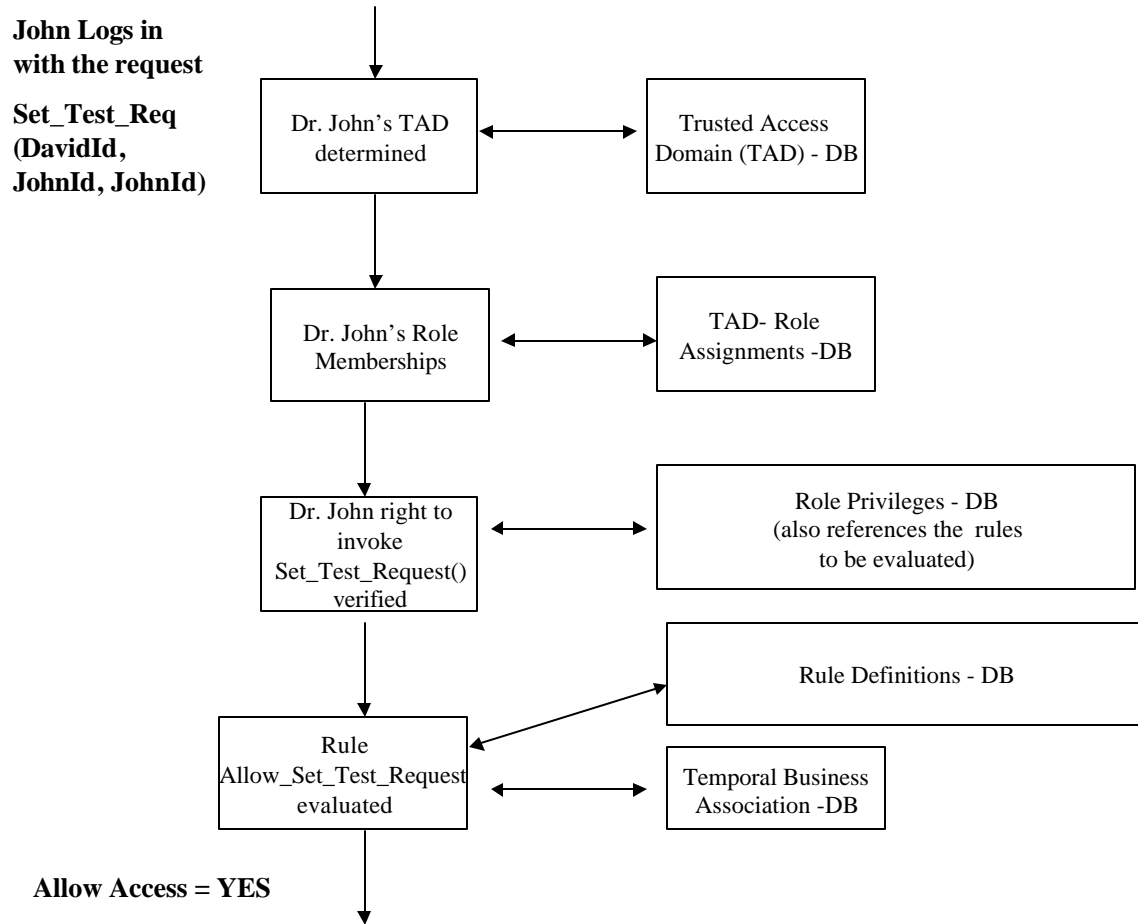 John Logs in
with the request
Set_Test_Req
(DavidId,
JohnId, JohnId)
Dr. John’s TAD
determined
Trusted Access
Domain (TAD) - DB
Dr. John’s Role
Memberships
TAD- Role
Assignments -DB
Dr. John right to
invoke
Set_Test_Request()
verified
Role Privileges - DB
(also references the rules
to be evaluated)
Rule Definitions - DB
Rule
Allow_Set_Test_Request
evaluated
Temporal Business
Association -DB
Allow Access = YES